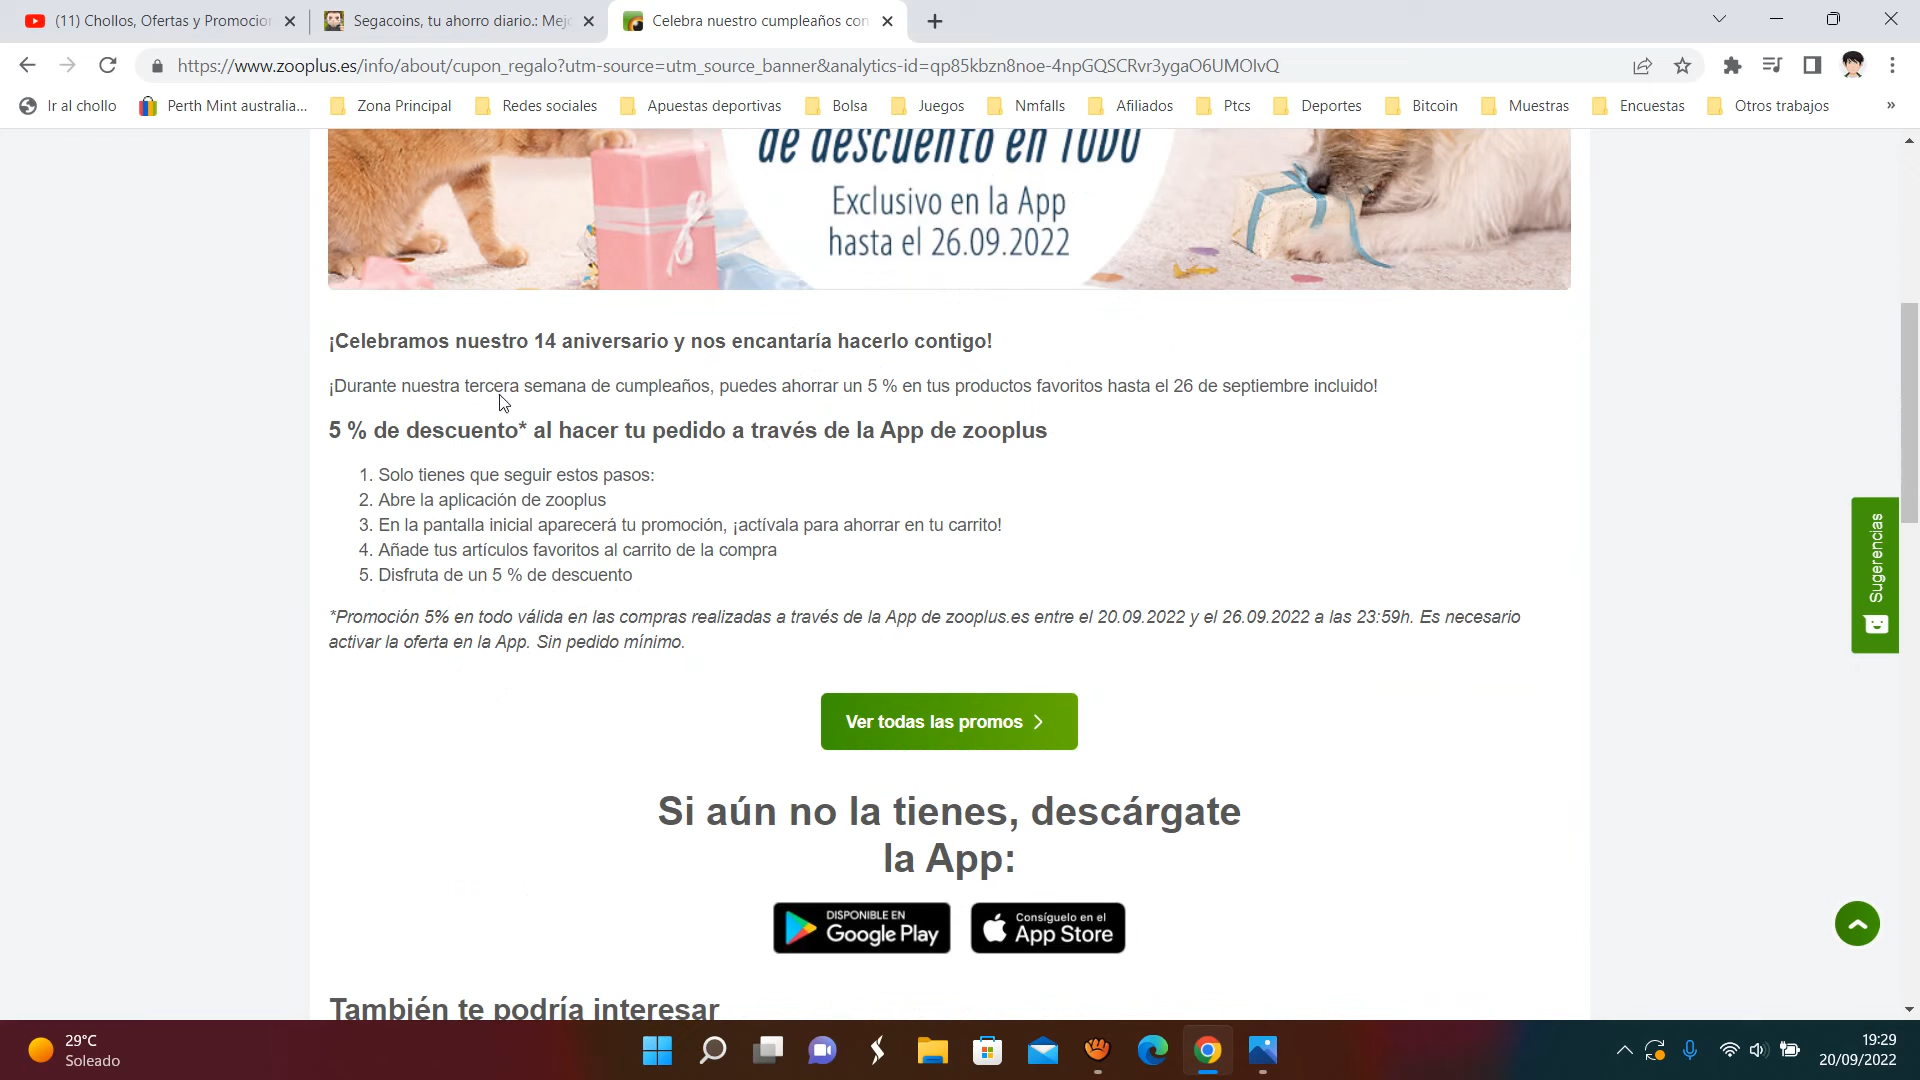 (11) Chollos, Ofertas y Promocion
Segacoins, tu ahorro diario.: Mejo
Celebra nuestro cumpleaños con
https://www.zooplus.es/info/about/cupon_regalo?utm-source=utm_source_banner&analytics-id=qp85kbzn8noe-4npGQSCRvr3ygaO6UMOlvQ
Ir al chollo
Perth Mint australia...
Zona Principal
Redes sociales
Apuestas deportivas
Bolsa
Juegos
Nmfalls
Afiliados
Ptcs
Deportes
Bitcoin
Muestras
Encuestas
Otros trabajos
»
de descuento en TODO
Exclusivo en la App
hasta el 26.09.2022
¡Celebramos nuestro 14 aniversario y nos encantaría hacerlo contigo!
¡Durante nuestra tercera semana de cumpleaños, puedes ahorrar un 5 % en tus productos favoritos hasta el 26 de septiembre incluido!
5 % de descuento* al hacer tu pedido a través de la App de zooplus
1. Solo tienes que seguir estos pasos:
2. Abre la aplicación de zooplus
3. En la pantalla inicial aparecerá tu promoción, ¡actívala para ahorrar en tu carrito!
4. Añade tus artículos favoritos al carrito de la compra
5. Disfruta de un 5 % de descuento
*Promoción 5% en todo válida en las compras realizadas a través de la App de zooplus.es entre el 20.09.2022 y el 26.09.2022 a las 23:59h. Es necesario
activar la oferta en la App. Sin pedido mínimo.
Sugerencias
Ver todas las promos
Si aún no la tienes, descárgate
la App:
DISPONIBLE EN
Google Play
Consíguelo en el
App Store
También te podría interesar
29°C
Soleado
19:29
20/09/2022